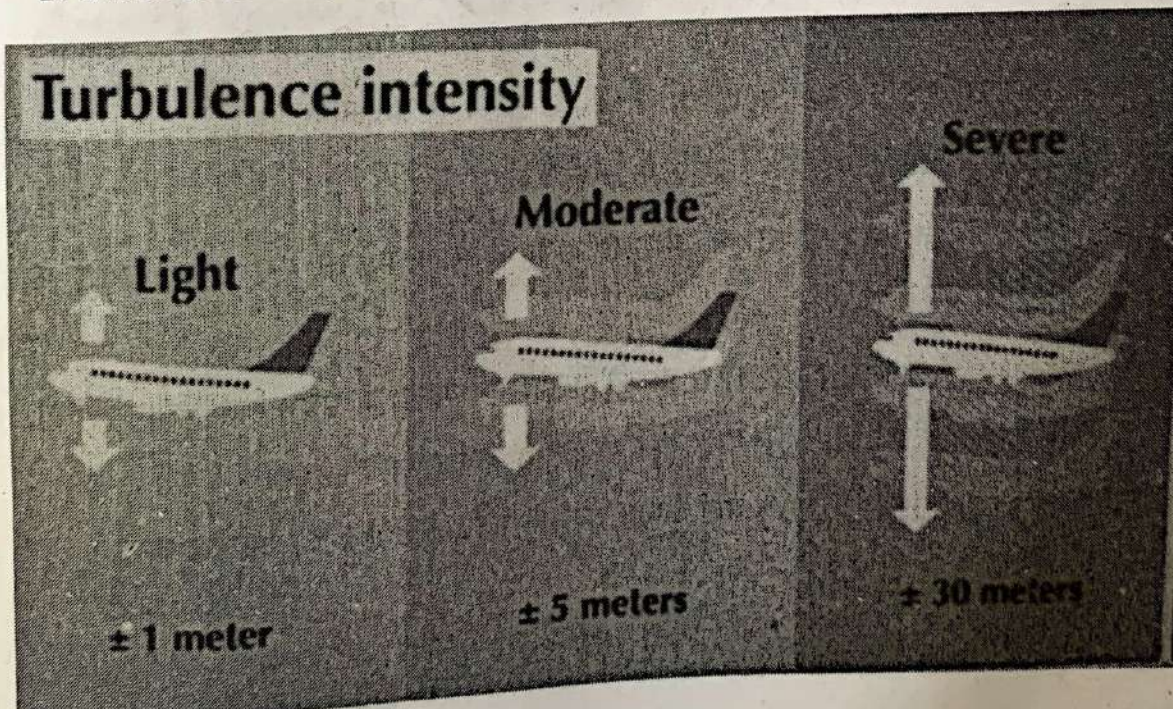 Turbulence intensity
Light
± 1 meter
Moderate
± 5 meters
Severe
± 30 meters